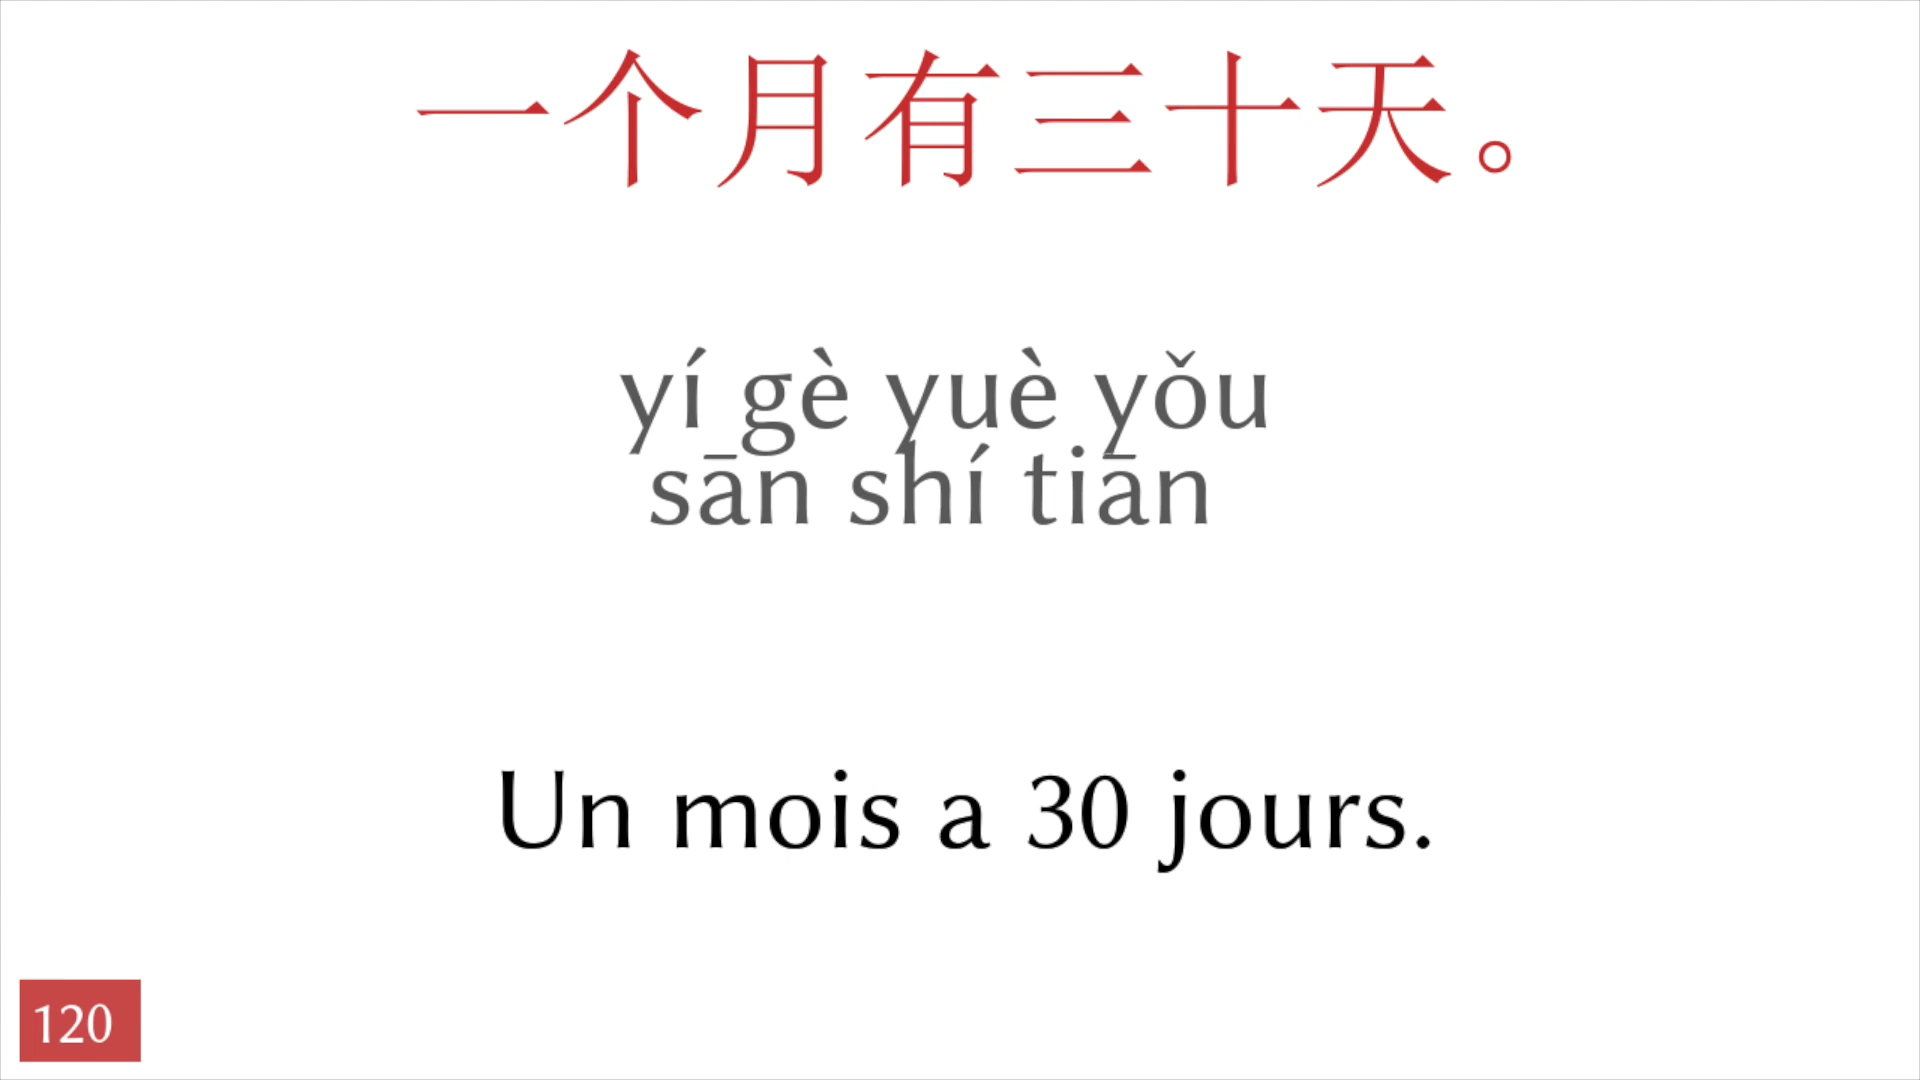 一个月有三十天。
yí gè yuè yǒu
sān shí tiān
Un mois a 30 jours.
120